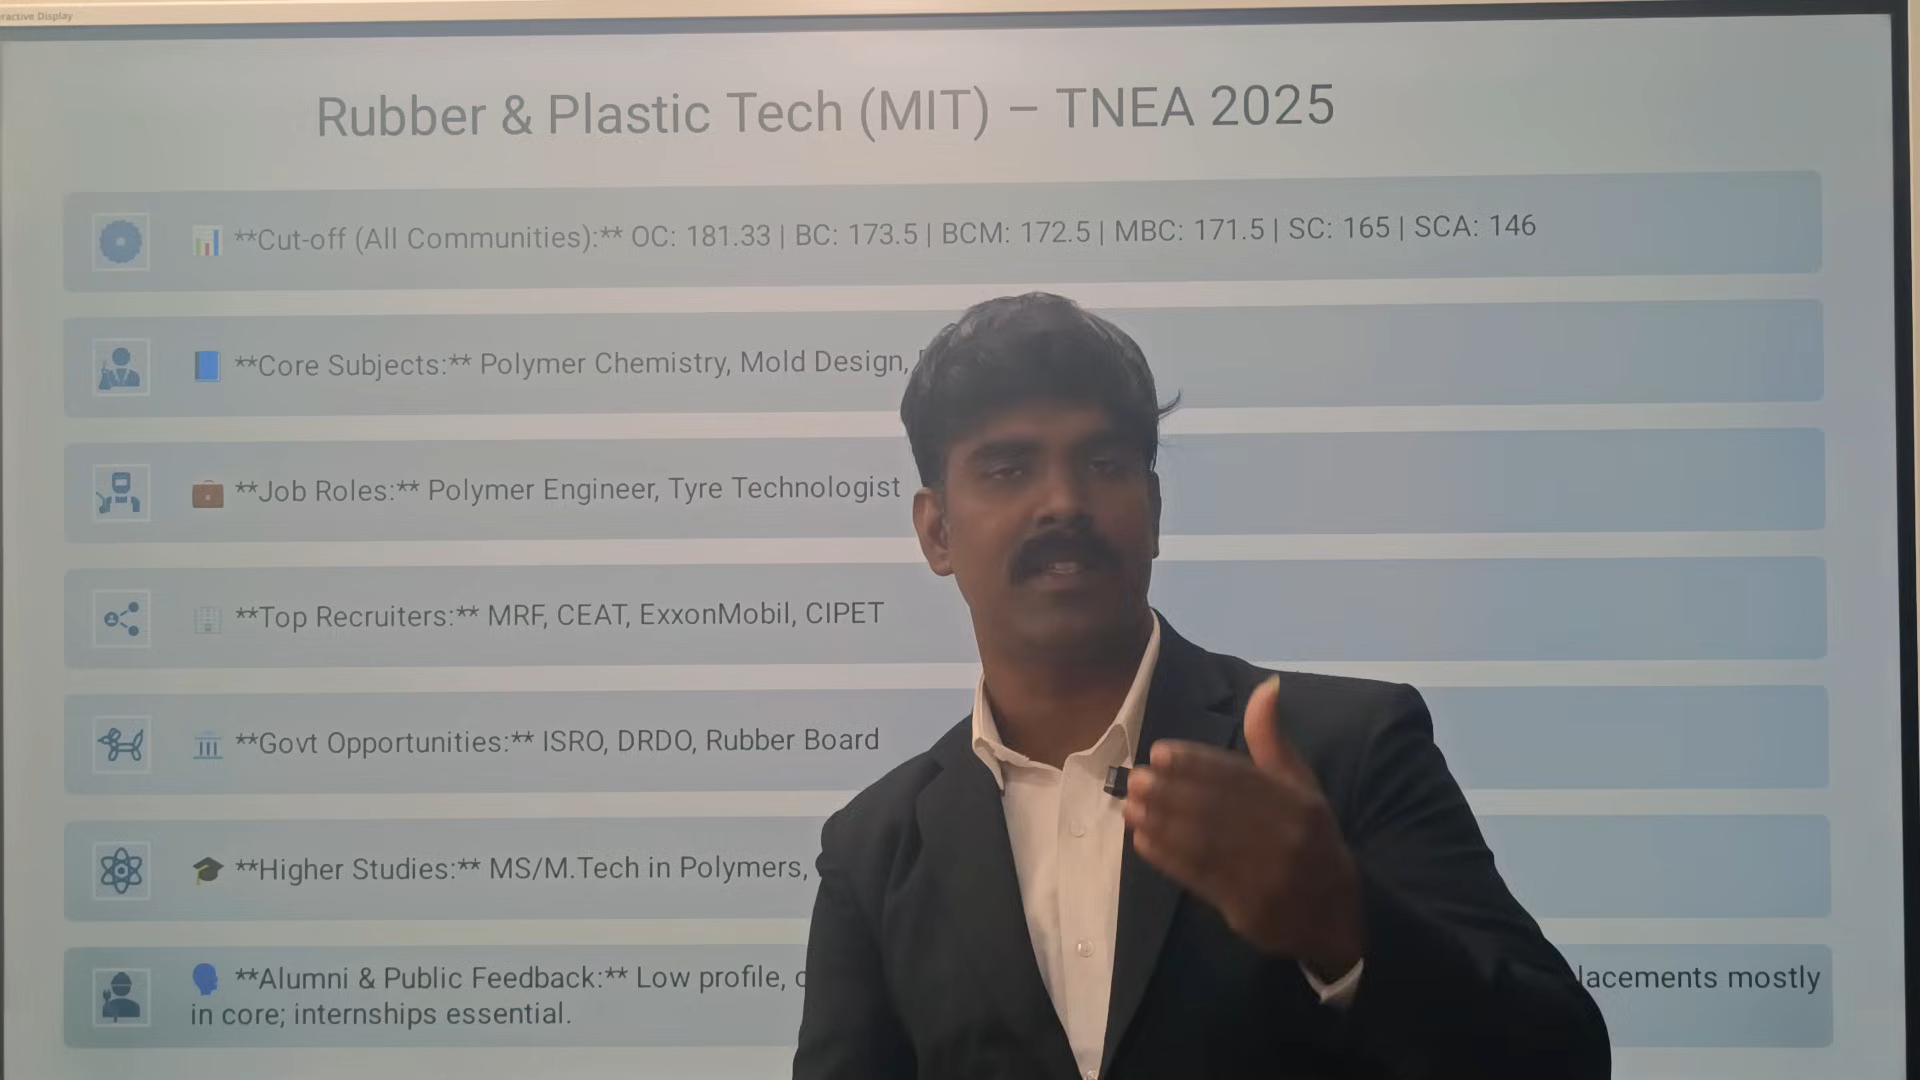 ractive Display
Rubber & Plastic Tech (MIT) – TNEA 2025
📊 **Cut-off (All Communities):** OC: 181.33 | BC: 173.5 | BCM: 172.5 | MBC: 171.5 | SC: 165 | SCA: 146
📘 **Core Subjects:** Polymer Chemistry, Mold Design,
💼 **Job Roles:** Polymer Engineer, Tyre Technologist
🏢 **Top Recruiters:** MRF, CEAT, ExxonMobil, CIPET
🏛 **Govt Opportunities:** ISRO, DRDO, Rubber Board
🎓 **Higher Studies:** MS/M.Tech in Polymers,
🗣 **Alumni & Public Feedback:** Low profile, lacements mostly
in core; internships essential.